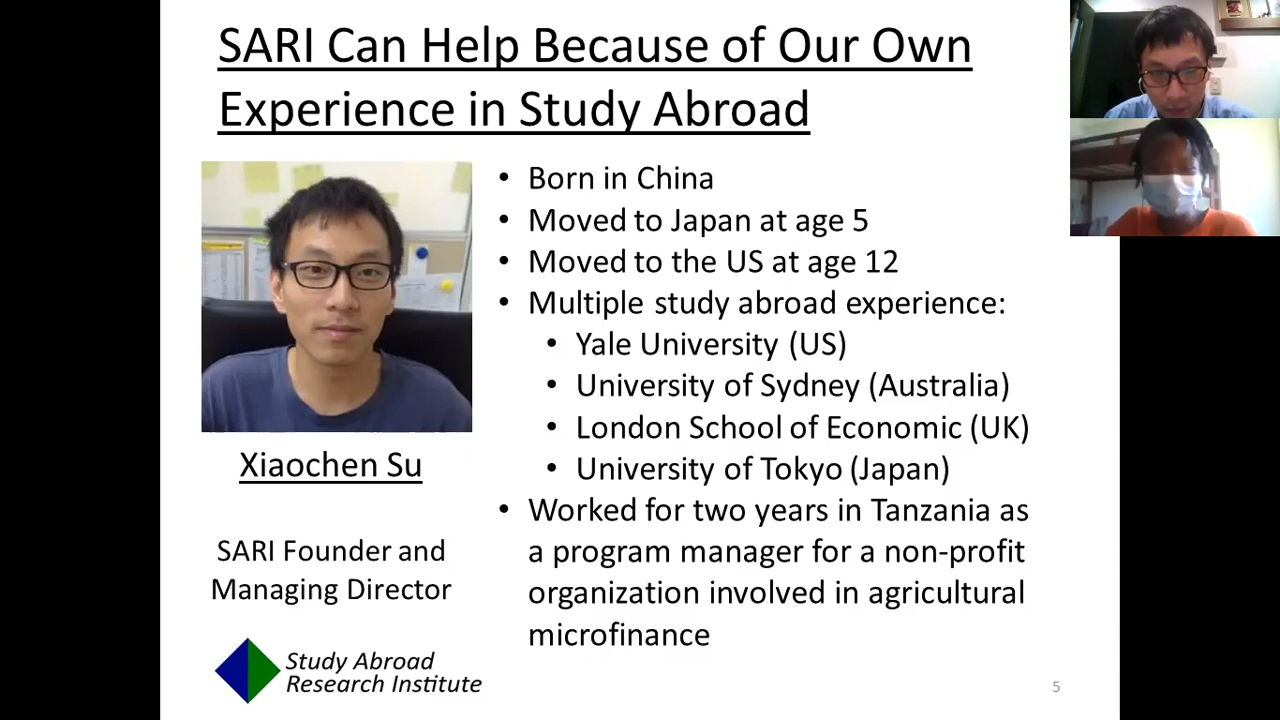 SARI Can Help Because of Our Own
Experience in Study Abroad
• Born in China
• Moved to Japan at age 5
• Moved to the US at age 12
• Multiple study abroad experience:
• Yale University (US)
• University of Sydney (Australia)
• London School of Economic (UK)
• University of Tokyo (Japan)
• Worked for two years in Tanzania as
a program manager for a non-profit
organization involved in agricultural
microfinance
Xiaochen Su
SARI Founder and
Managing Director
Study Abroad
Research Institute
5